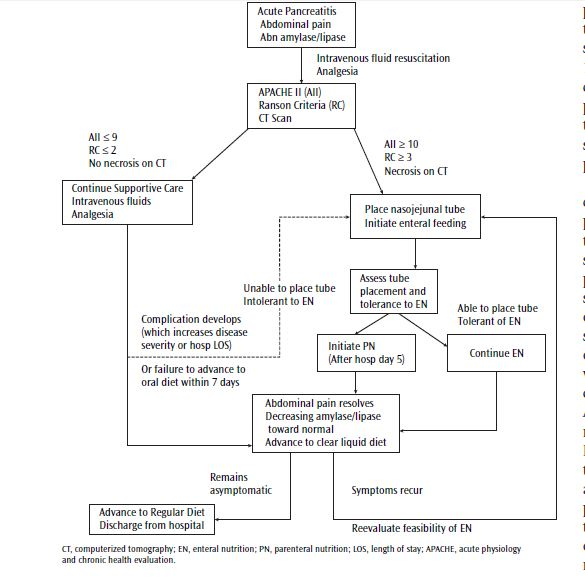 Acute Pancreatitis
Abdominal pain
Abn amylase/lipase
Intravenous fluid resuscitation
Analgesia
APACHE II (AII)
Ranson Criteria (RC)
CT Scan
AII ≤ 9
RC ≤ 2
No necrosis on CT
AII ≥ 10
RC ≥ 3
Necrosis on CT
Continue Supportive Care
Intravenous fluids
Analgesia
Place nasojejunal tube
Initiate enteral feeding
Unable to place tube
Intolerant to EN
Assess tube
placement and
tolerance to EN
Able to place tube
Tolerant of EN
Complication develops
(which increases disease
severity or hosp LOS)
Or failure to advance to
oral diet within 7 days
Initiate PN
(After hosp day 5)
Continue EN
Abdominal pain resolves
Decreasing amylase/lipase
toward normal
Advance to clear liquid diet
Remains
asymptomatic
Symptoms recur
Advance to Regular Diet
Discharge from hospital
Reevaluate feasibility of EN
CT, computerized tomography; EN, enteral nutrition; PN, parenteral nutrition; LOS, length of stay; APACHE, acute physiology
and chronic health evaluation.